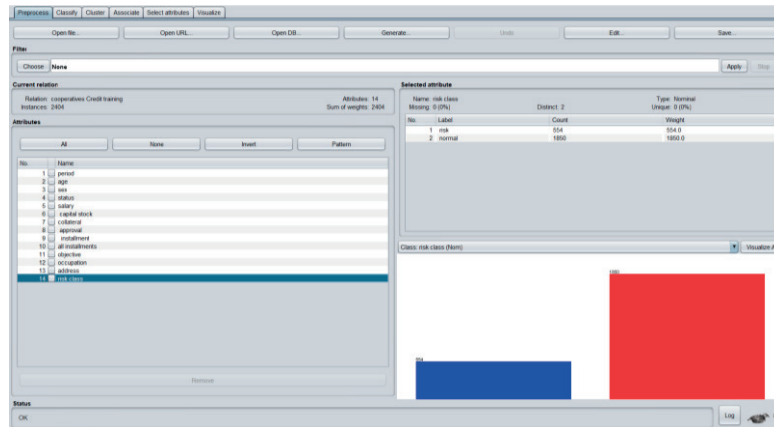 Preprocess Classify Cluster Associate Select attributes Visualize
Open file... Open URL... Open DB... Generate... Undo Edit... Save...
Filter
Choose None Apply Stop
Current relation
Relation: cooperatives Credit training Attributes: 14
Instances: 2404 Sum of weights: 2404
Attributes
All None Invert Pattern
No. Name
1 period
2 age
3 sex
4 status
5 salary
6 capital stock
7 collateral
8 approval
9 installment
10 all installments
11 objective
12 occupation
13 address
14 risk class
Remove
Selected attribute
Name: risk class Type: Nominal
Missing: 0 (0%) Distinct: 2 Unique: 0 (0%)
No. Label Count Weight
1 risk 554 554.0
2 normal 1850 1850.0
Class: risk class (Nom) Visualize A
1850
554
Status
OK
Log